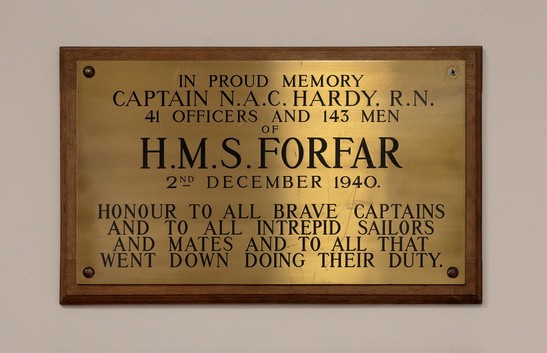 IN PROUD MEMORY
CAPTAIN N.A.C. HARDY, R.N.
41 OFFICERS AND 143 MEN
OF
H.M.S. FORFAR
2ND DECEMBER 1940.
HONOUR TO ALL BRAVE CAPTAINS
AND TO ALL INTREPID SAILORS
AND MATES AND TO ALL THAT
WENT DOWN DOING THEIR DUTY.